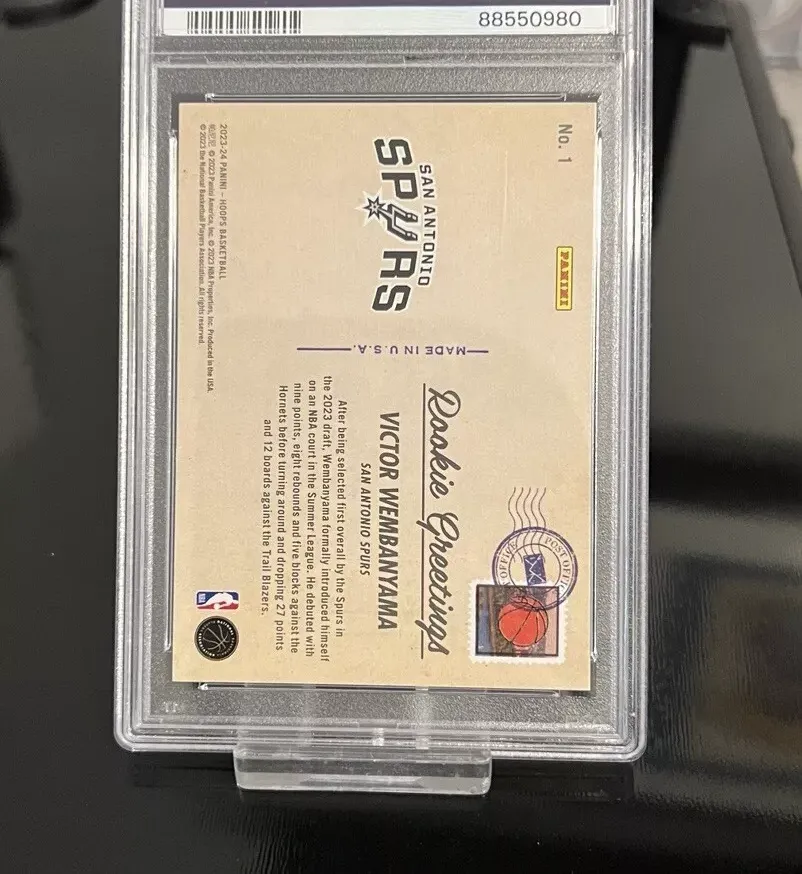 88550980
No. 1
PANINI
SAN ANTONIO
SPURS
MADE IN U.S.A.
Rookie Greetings
VICTOR WEMBANYAMA
SAN ANTONIO SPURS
After being selected first overall by the Spurs in
the 2023 draft, Wembanyama formally introduced himself
on an NBA court in the Summer League. He debuted with
nine points, eight rebounds and five blocks against the
Hornets before turning around and dropping 27 points
and 12 boards against the Trail Blazers.
POST OFFICE
2023-24 PANINI – HOOPS BASKETBALL
© 2023 Panini America, Inc. © 2023 NBA Properties, Inc. Produced in the USA.
© 2023 the National Basketball Players Association. All rights reserved.